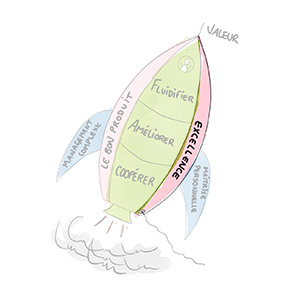 VALEUR
Fluidifier
LE BON PRODUIT
EXCELLENCE
AMÉLIORER
MANAGEMENT
COMPLEXE
COOPÉRER
MAÎTRISE
PERSONNELLE